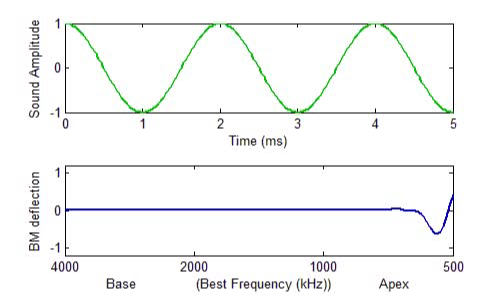 Sound Amplitude
1
0
-1
0 1 2 3 4 5
Time (ms)
BM deflection
1
0
-1
4000 2000 1000 500
Base (Best Frequency (kHz)) Apex